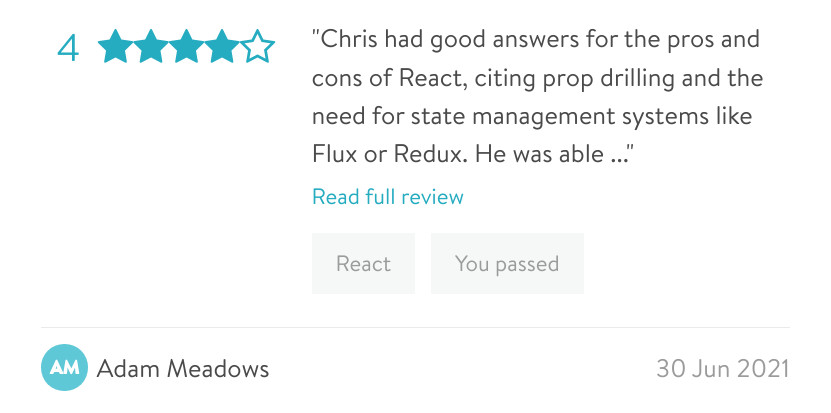 4
"Chris had good answers for the pros and
cons of React, citing prop drilling and the
need for state management systems like
Flux or Redux. He was able ..."
Read full review
React
You passed
AM
Adam Meadows
30 Jun 2021